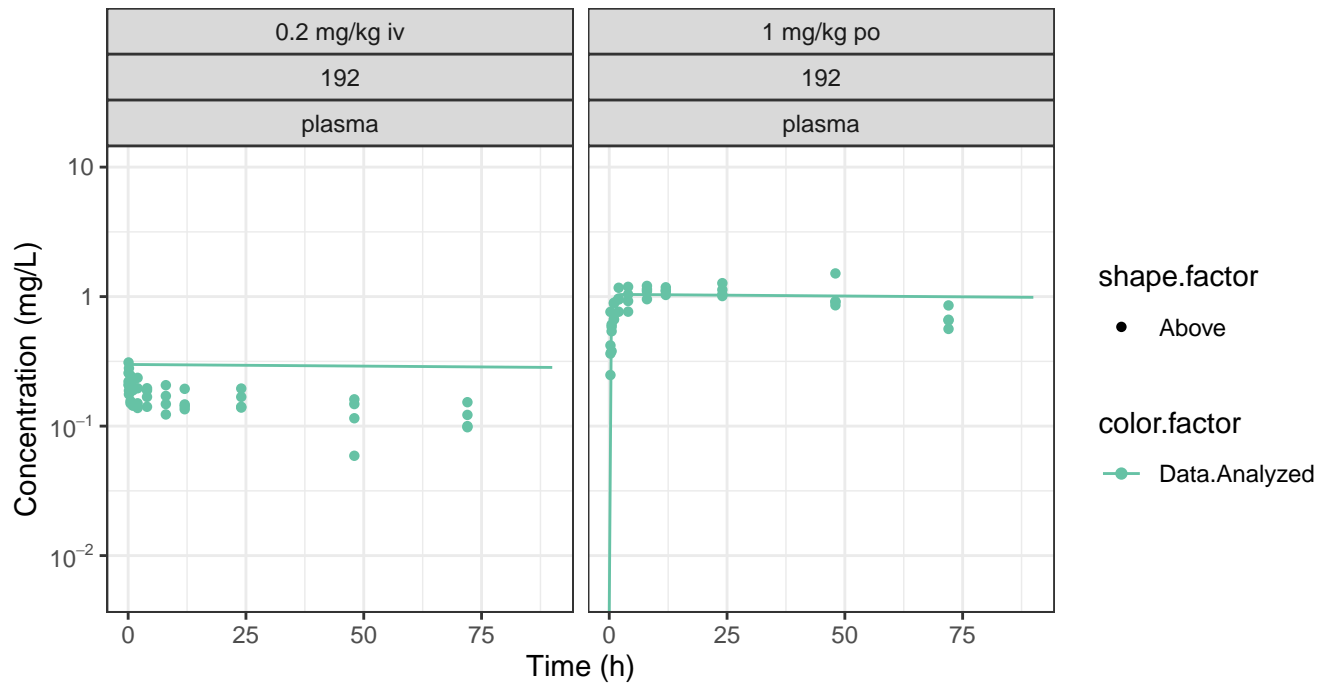 0.2 mg/kg iv
1 mg/kg po
192
192
plasma
plasma
10
1
10⁻¹
10⁻²
Concentration (mg/L)
0
25
50
75
0
25
50
75
Time (h)
shape.factor
Above
color.factor
Data.Analyzed